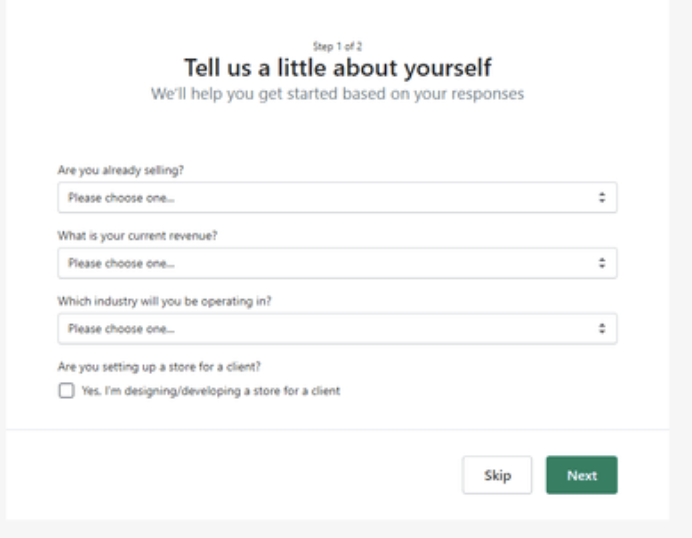 Step 1 of 2
Tell us a little about yourself
We'll help you get started based on your responses
Are you already selling?
Please choose one...
What is your current revenue?
Please choose one...
Which industry will you be operating in?
Please choose one...
Are you setting up a store for a client?
Yes, I'm designing/developing a store for a client
Skip
Next